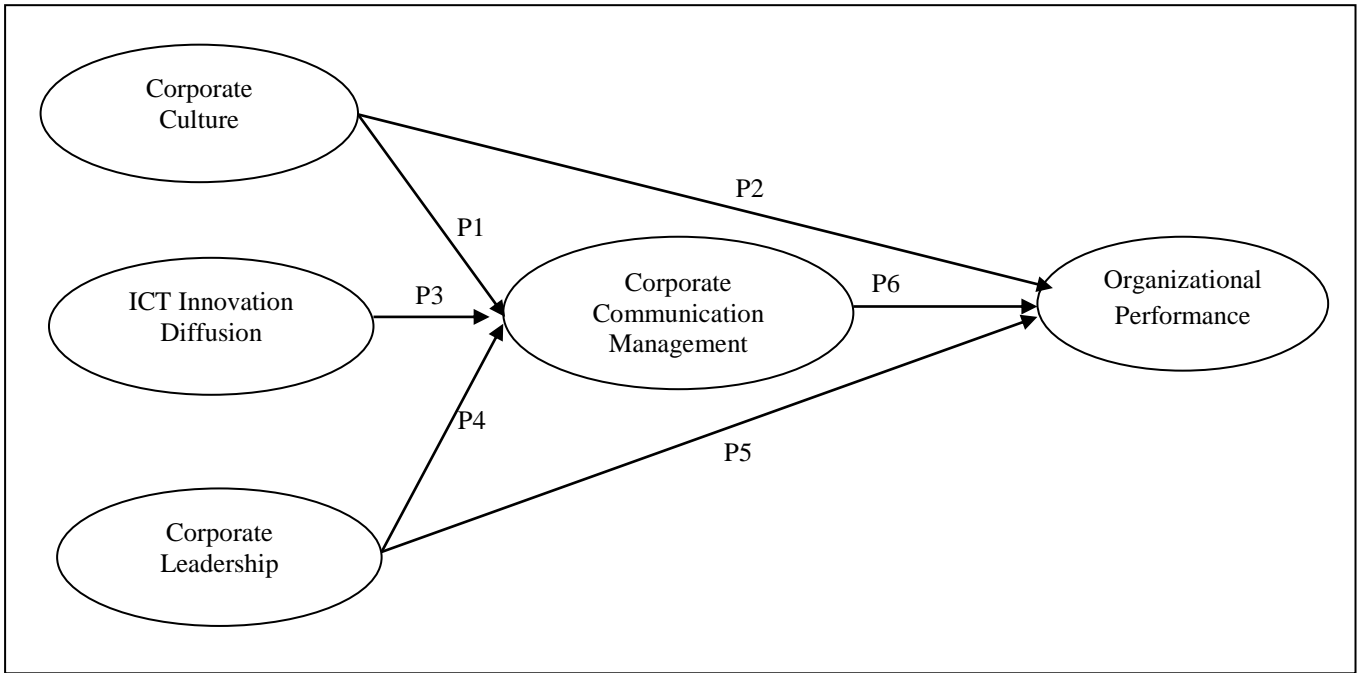 Corporate
Culture
P2
P1
ICT Innovation
Diffusion
P3
Corporate
Communication
Management
P6
Organizational
Performance
P4
P5
Corporate
Leadership